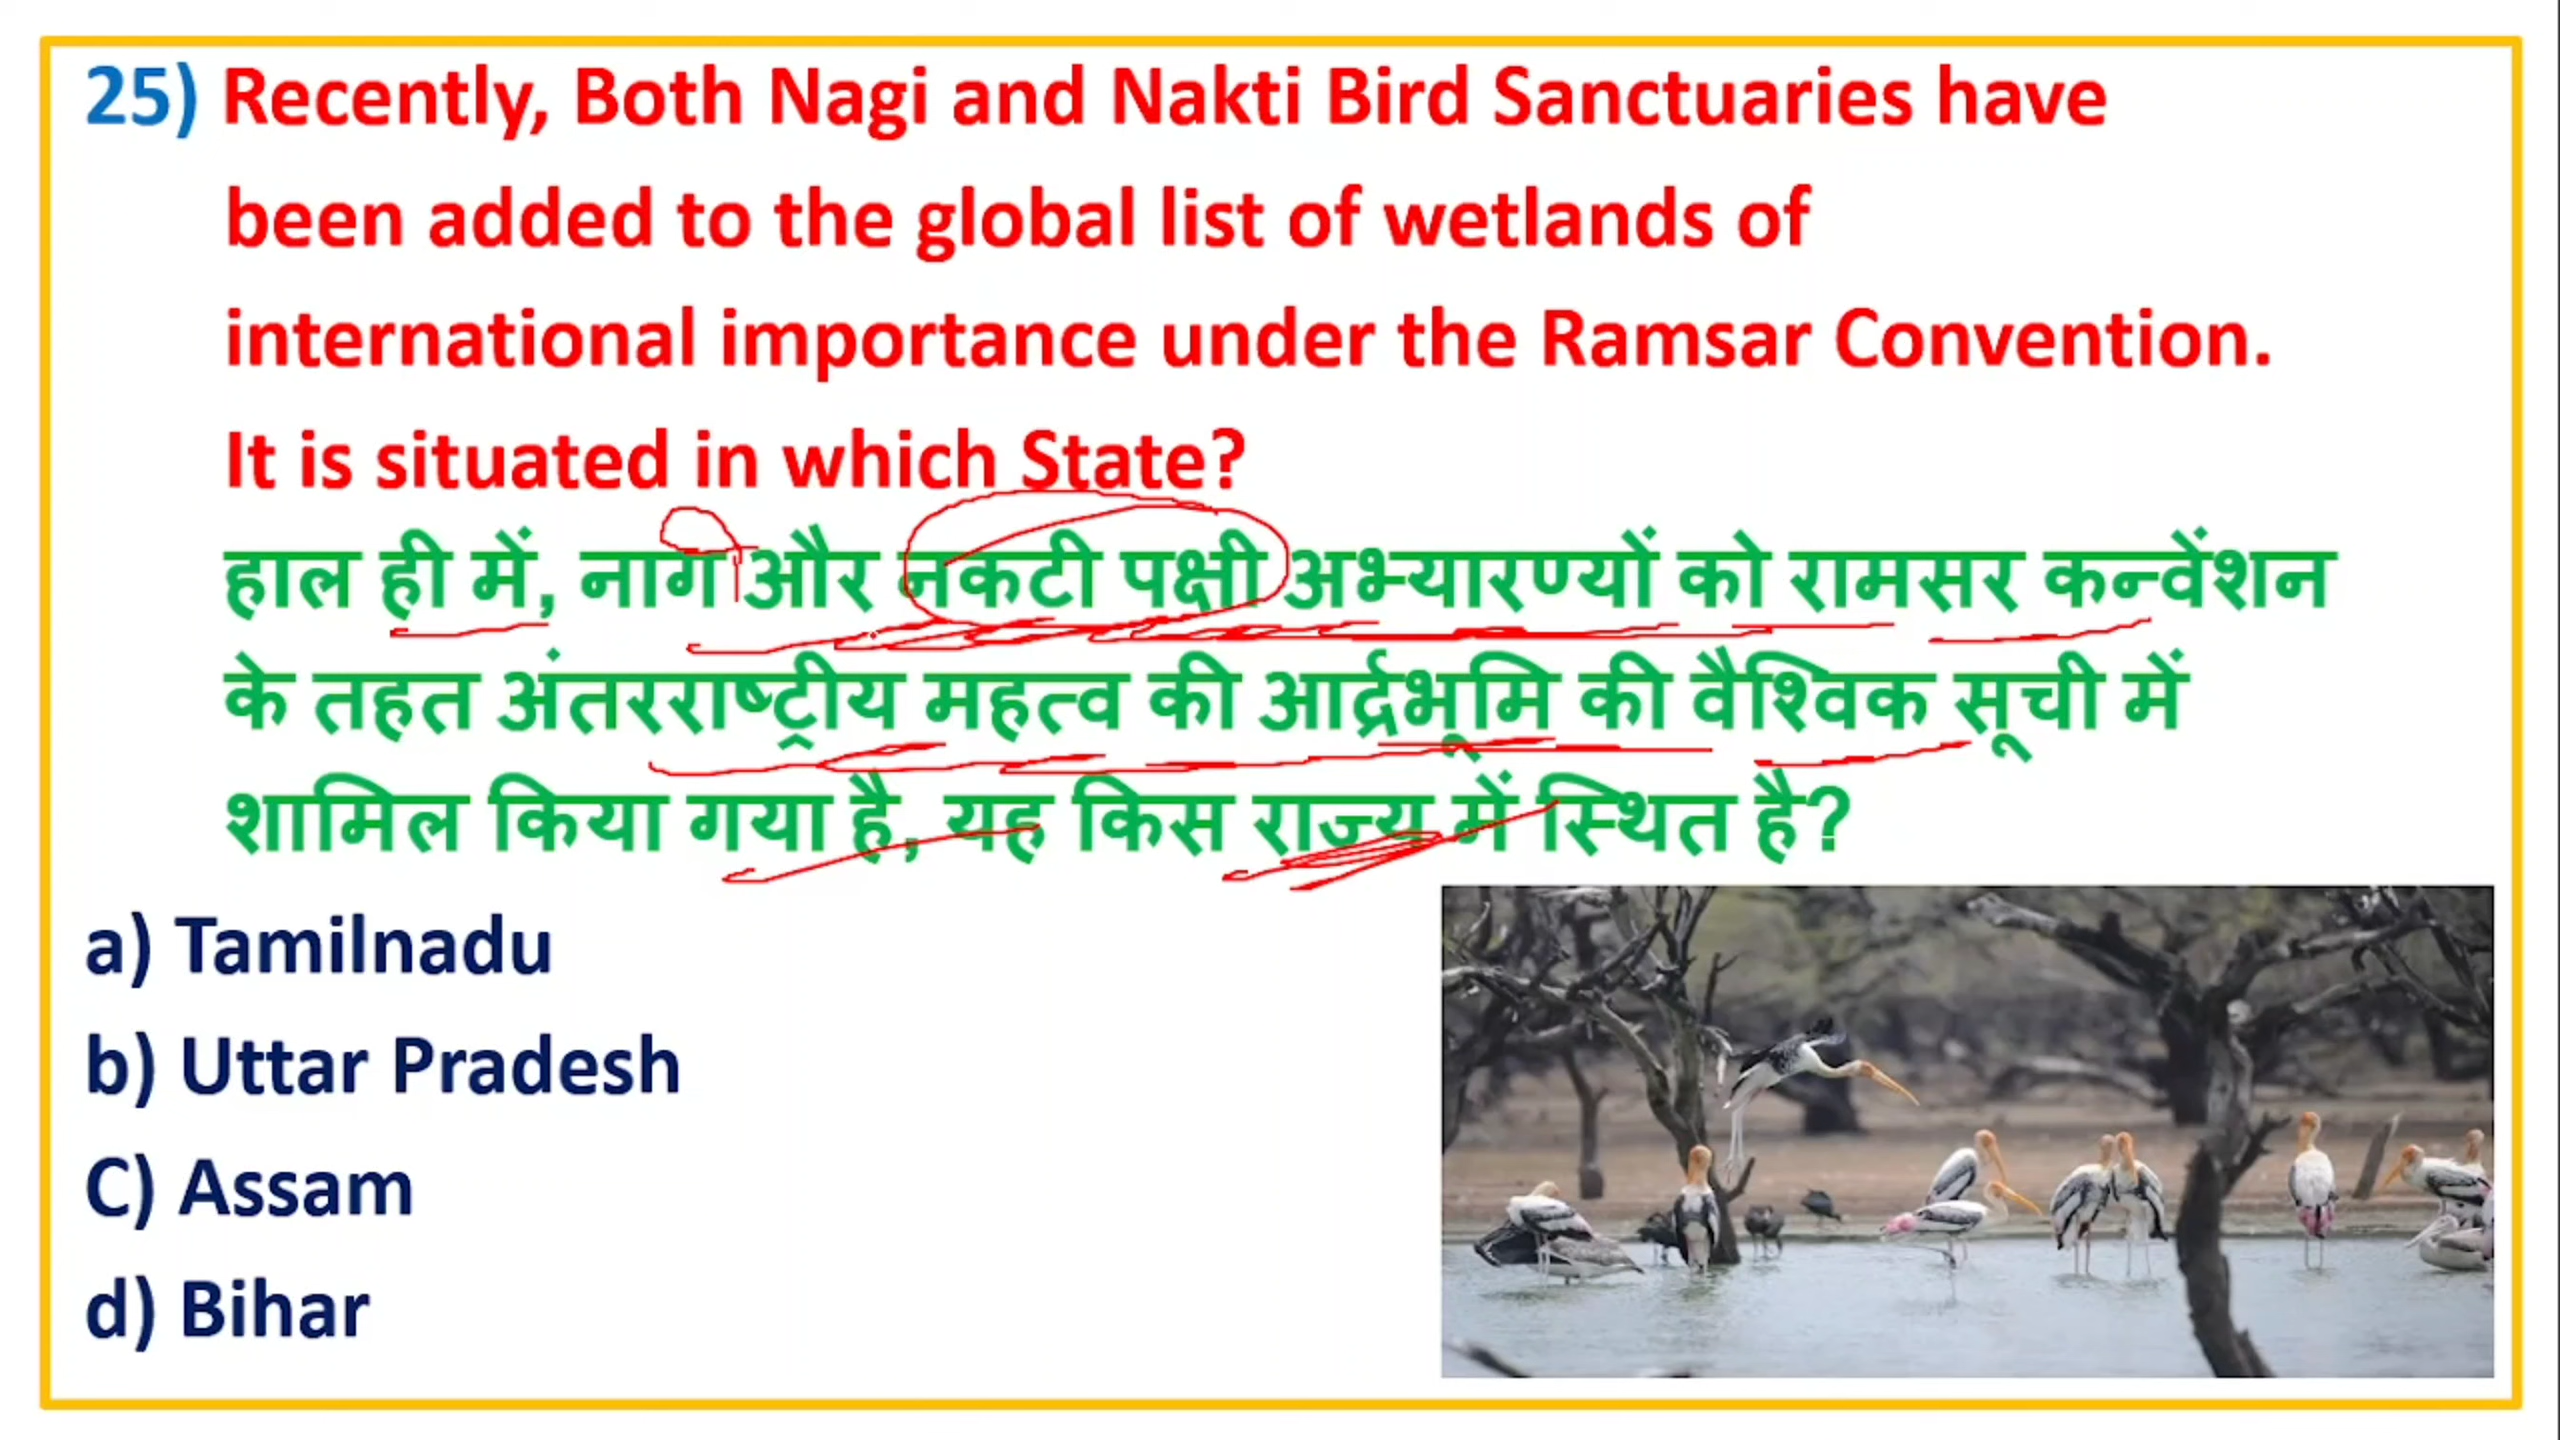 25) Recently, Both Nagi and Nakti Bird Sanctuaries have
been added to the global list of wetlands of
international importance under the Ramsar Convention.
It is situated in which State?
हाल ही में, नाग और नकटी पक्षी अभ्यारण्यों को रामसर कन्वेंशन
के तहत अंतरराष्ट्रीय महत्व की आर्द्रभूमि की वैश्विक सूची में
शामिल किया गया है, यह किस राज्य में स्थित है?
a) Tamilnadu
b) Uttar Pradesh
C) Assam
d) Bihar